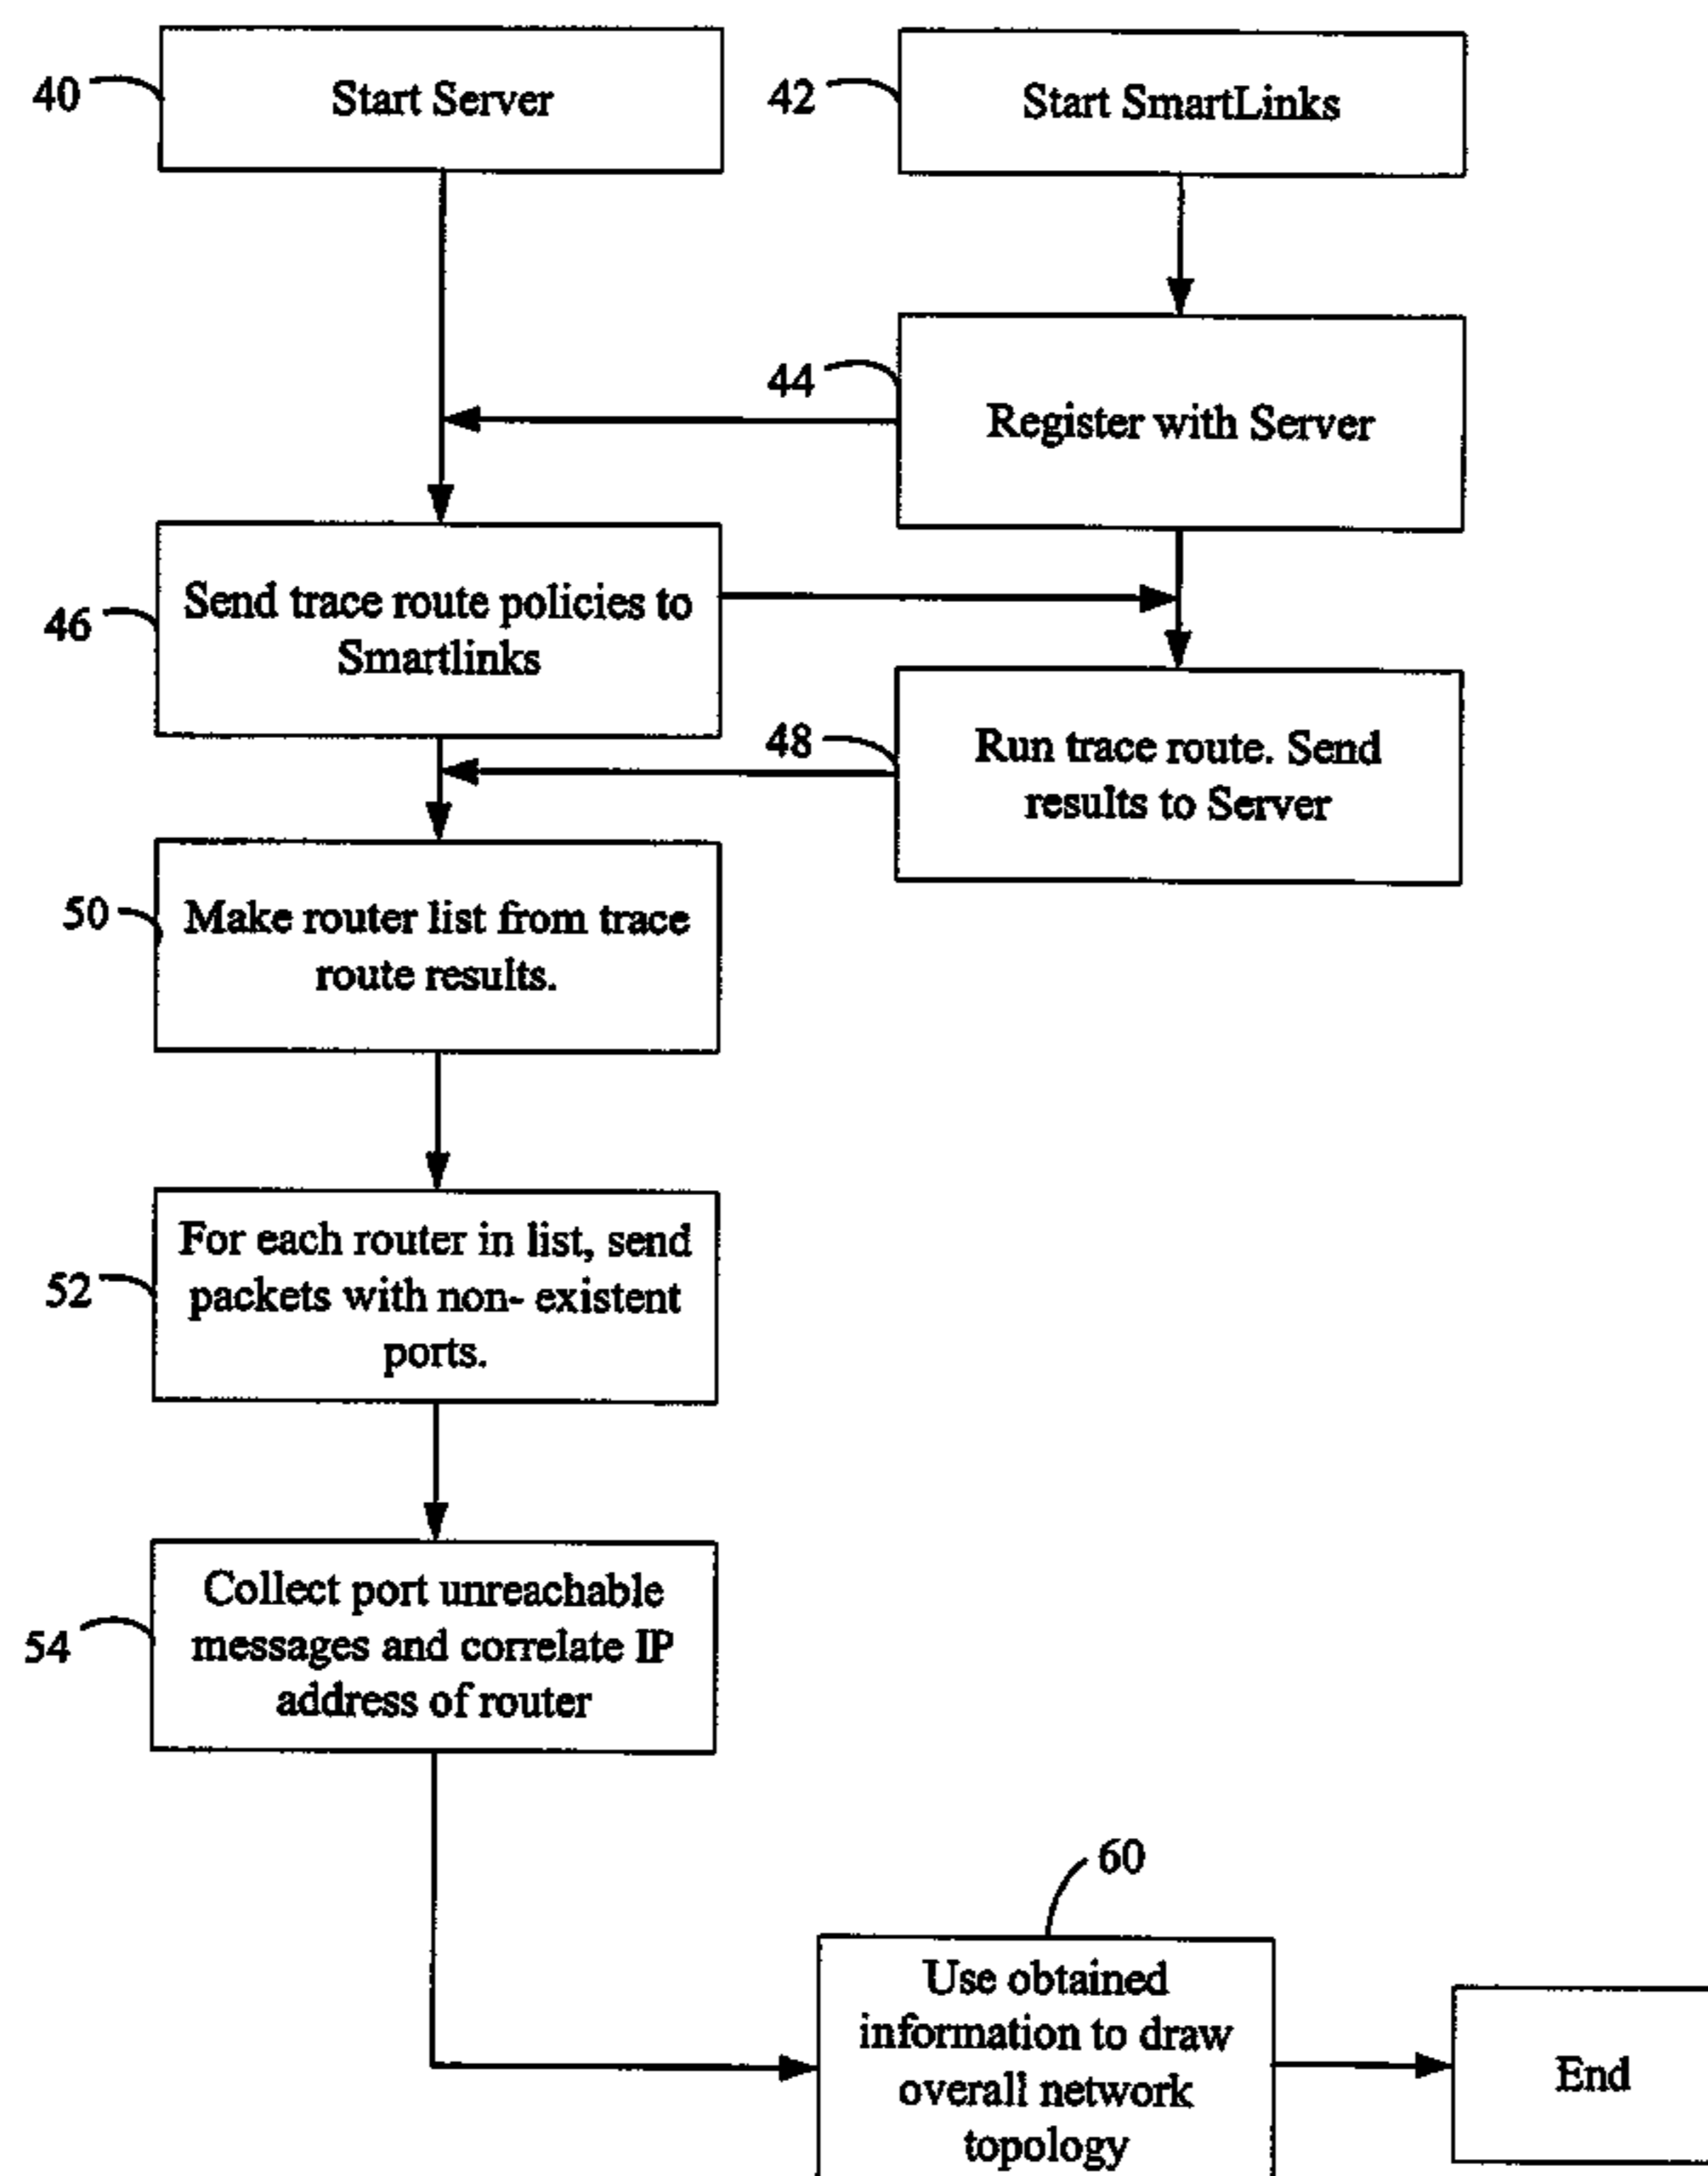 40
Start Server
42
Start SmartLinks
44
Register with Server
46
Send trace route policies to
Smartlinks
48
Run trace route. Send
results to Server
50
Make router list from trace
route results.
52
For each router in list, send
packets with non- existent
ports.
54
Collect port unreachable
messages and correlate IP
address of router
60
Use obtained
information to draw
overall network
topology
End